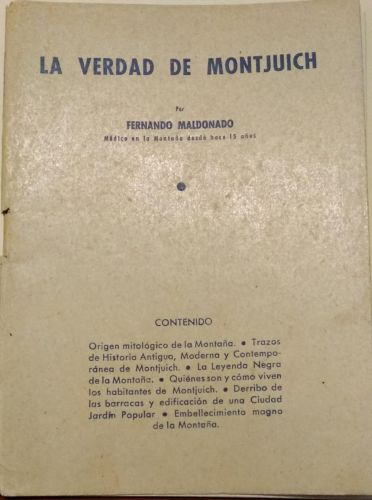 LA VERDAD DE MONTJUICH
Por
FERNANDO MALDONADO
Médico en la Montaña desde hace 15 años
CONTENIDO
Origen mitológico de la Montaña. • Trazos
de Historia Antigua, Moderna y Contempo-
ránea de Montjuich. • La Leyenda Negra
de la Montaña. • Quiénes son y cómo viven
los habitantes de Montjuich. • Derribo de
las barracas y edificación de una Ciudad
Jardín Popular • Embellecimiento magno
de la Montaña.